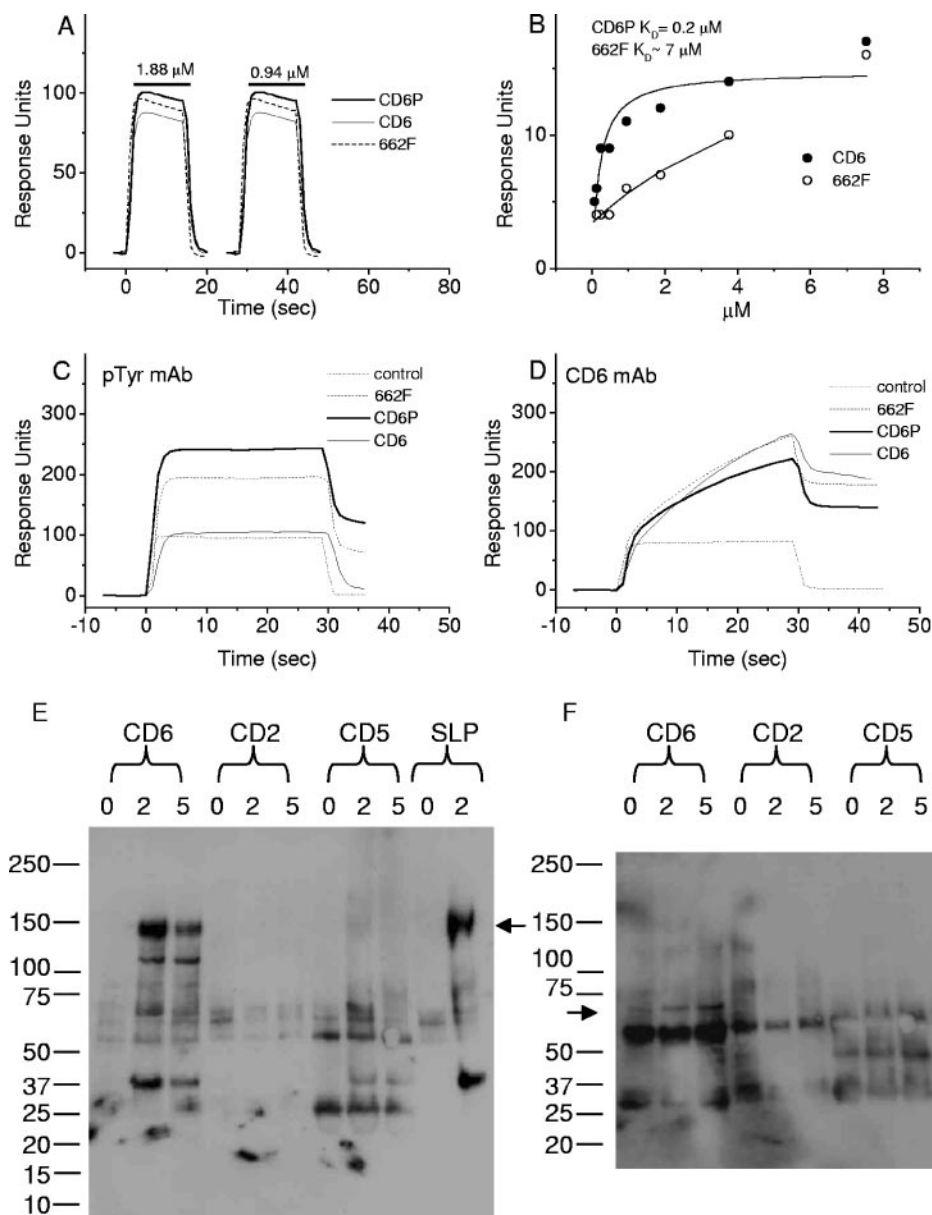 A
1.88 μM
0.94 μM
CD6P
CD6
662F
Response Units
100
50
0
0 20 40 60 80
Time (sec)
B
CD6P K_D= 0.2 μM
662F K_D~ 7 μM
CD6
662F
Response Units
10
0
0 2 4 6 8
μM
C
pTyr mAb
control
662F
CD6P
CD6
Response Units
300
200
100
0
-10 0 10 20 30 40 50
Time (sec)
D
CD6 mAb
control
662F
CD6P
CD6
Response Units
300
200
100
0
-10 0 10 20 30 40 50
Time (sec)
E
CD6 CD2 CD5 SLP
0 2 5 0 2 5 0 2 5 0 2
250
150
100
75
50
37
25
20
15
10
F
CD6 CD2 CD5
0 2 5 0 2 5 0 2 5
250
150
100
75
50
37
25
20